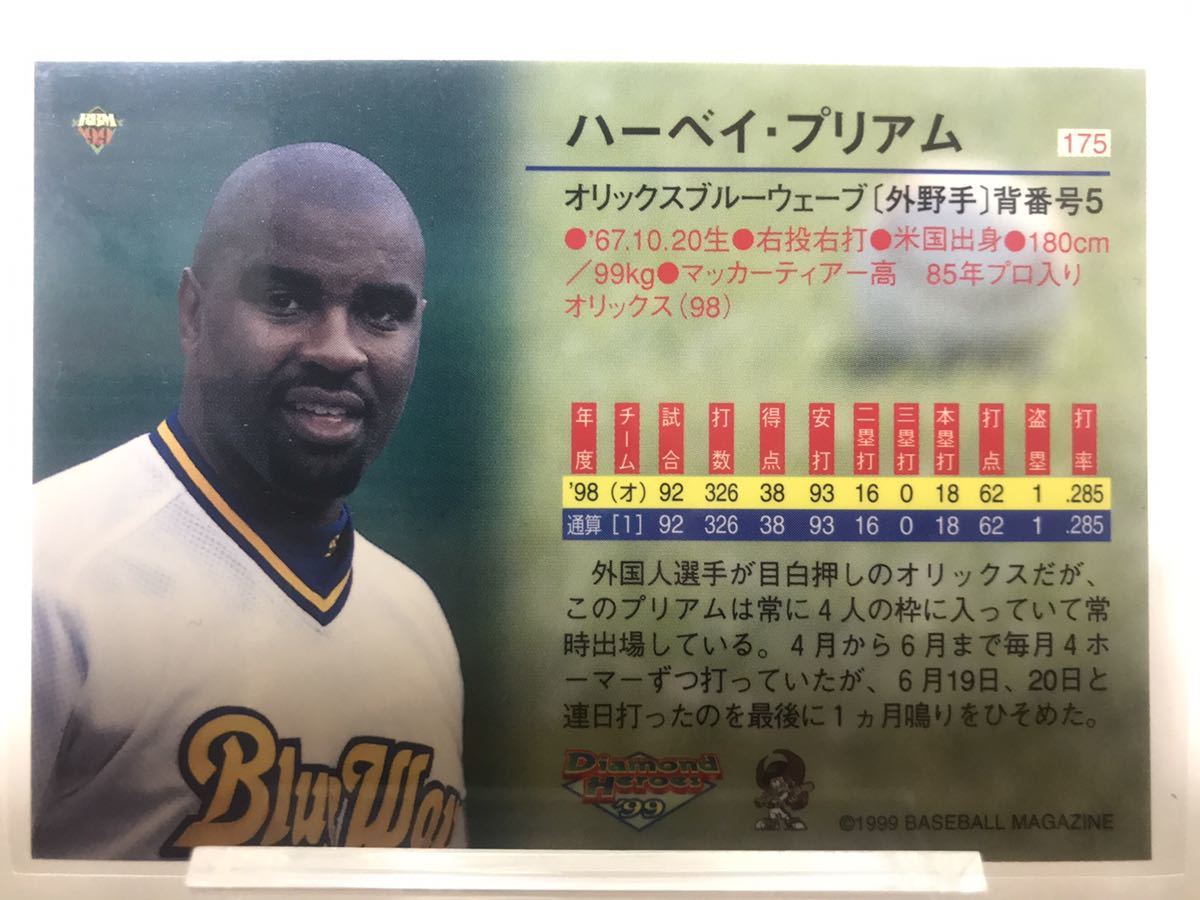 BBM
'99
ハーベイ・プリアム
175
オリックスブルーウェーブ〔外野手〕背番号5
●'67.10.20生●右投右打●米国出身●180cm
／99kg●マッカーティアー高　85年プロ入り
オリックス(98)
年度 チーム 試合 打数 得点 安打 二塁打 三塁打 本塁打 打点 盗塁 打率
'98 (オ) 92 326 38 93 16 0 18 62 1 .285
通算 [1] 92 326 38 93 16 0 18 62 1 .285
外国人選手が目白押しのオリックスだが、
このプリアムは常に４人の枠に入っていて常
時出場している。４月から６月まで毎月４ホ
ーマーずつ打っていたが、６月19日、20日と
連日打ったのを最後に１ヵ月鳴りをひそめた。
Diamond
Heroes
'99
©1999 BASEBALL MAGAZINE
Blu Wav